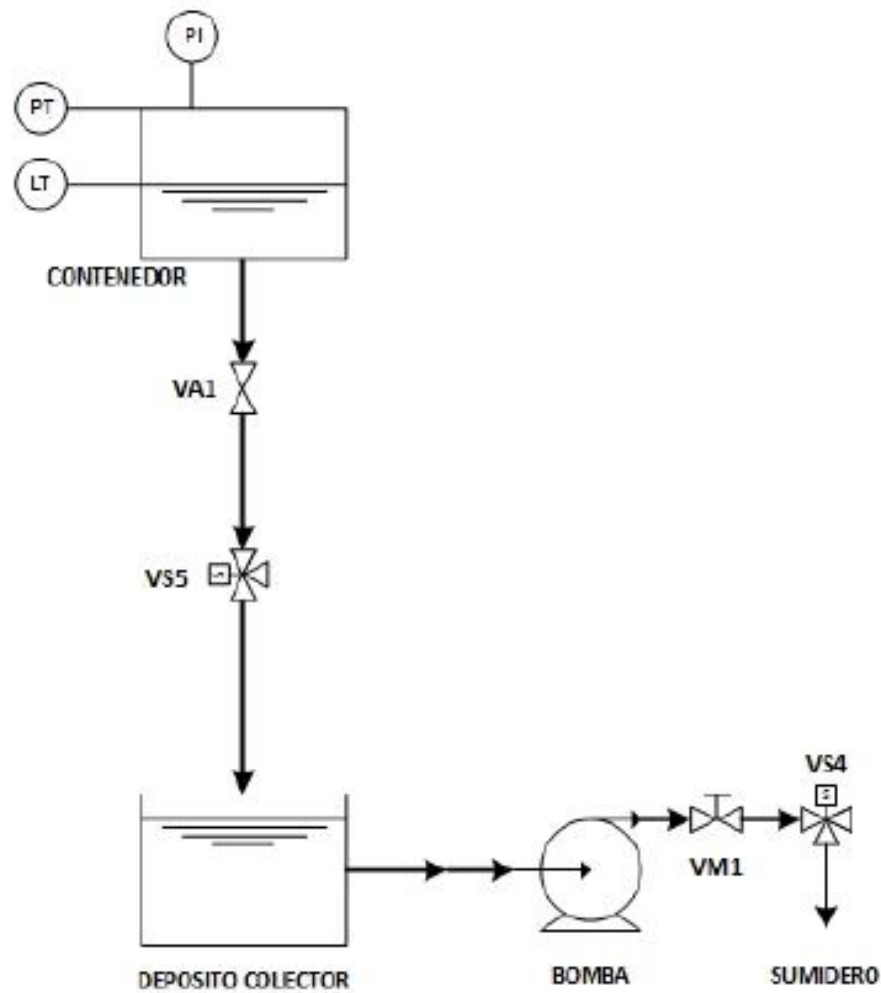 PI
PT
LT
CONTENEDOR
VA1
VS5
VS4
S
VM1
DEPOSITO COLECTOR
BOMBA
SUMIDERO